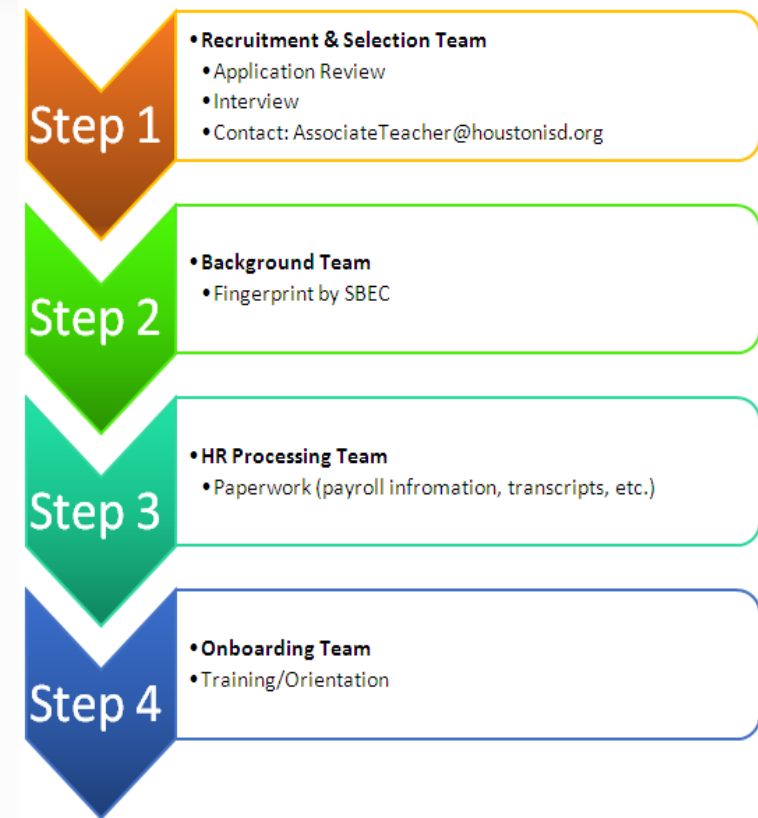 Step 1
•Recruitment & Selection Team
•Application Review
•Interview
•Contact: AssociateTeacher@houstonisd.org
Step 2
•Background Team
•Fingerprint by SBEC
Step 3
•HR Processing Team
•Paperwork (payroll infromation, transcripts, etc.)
Step 4
•Onboarding Team
•Training/Orientation